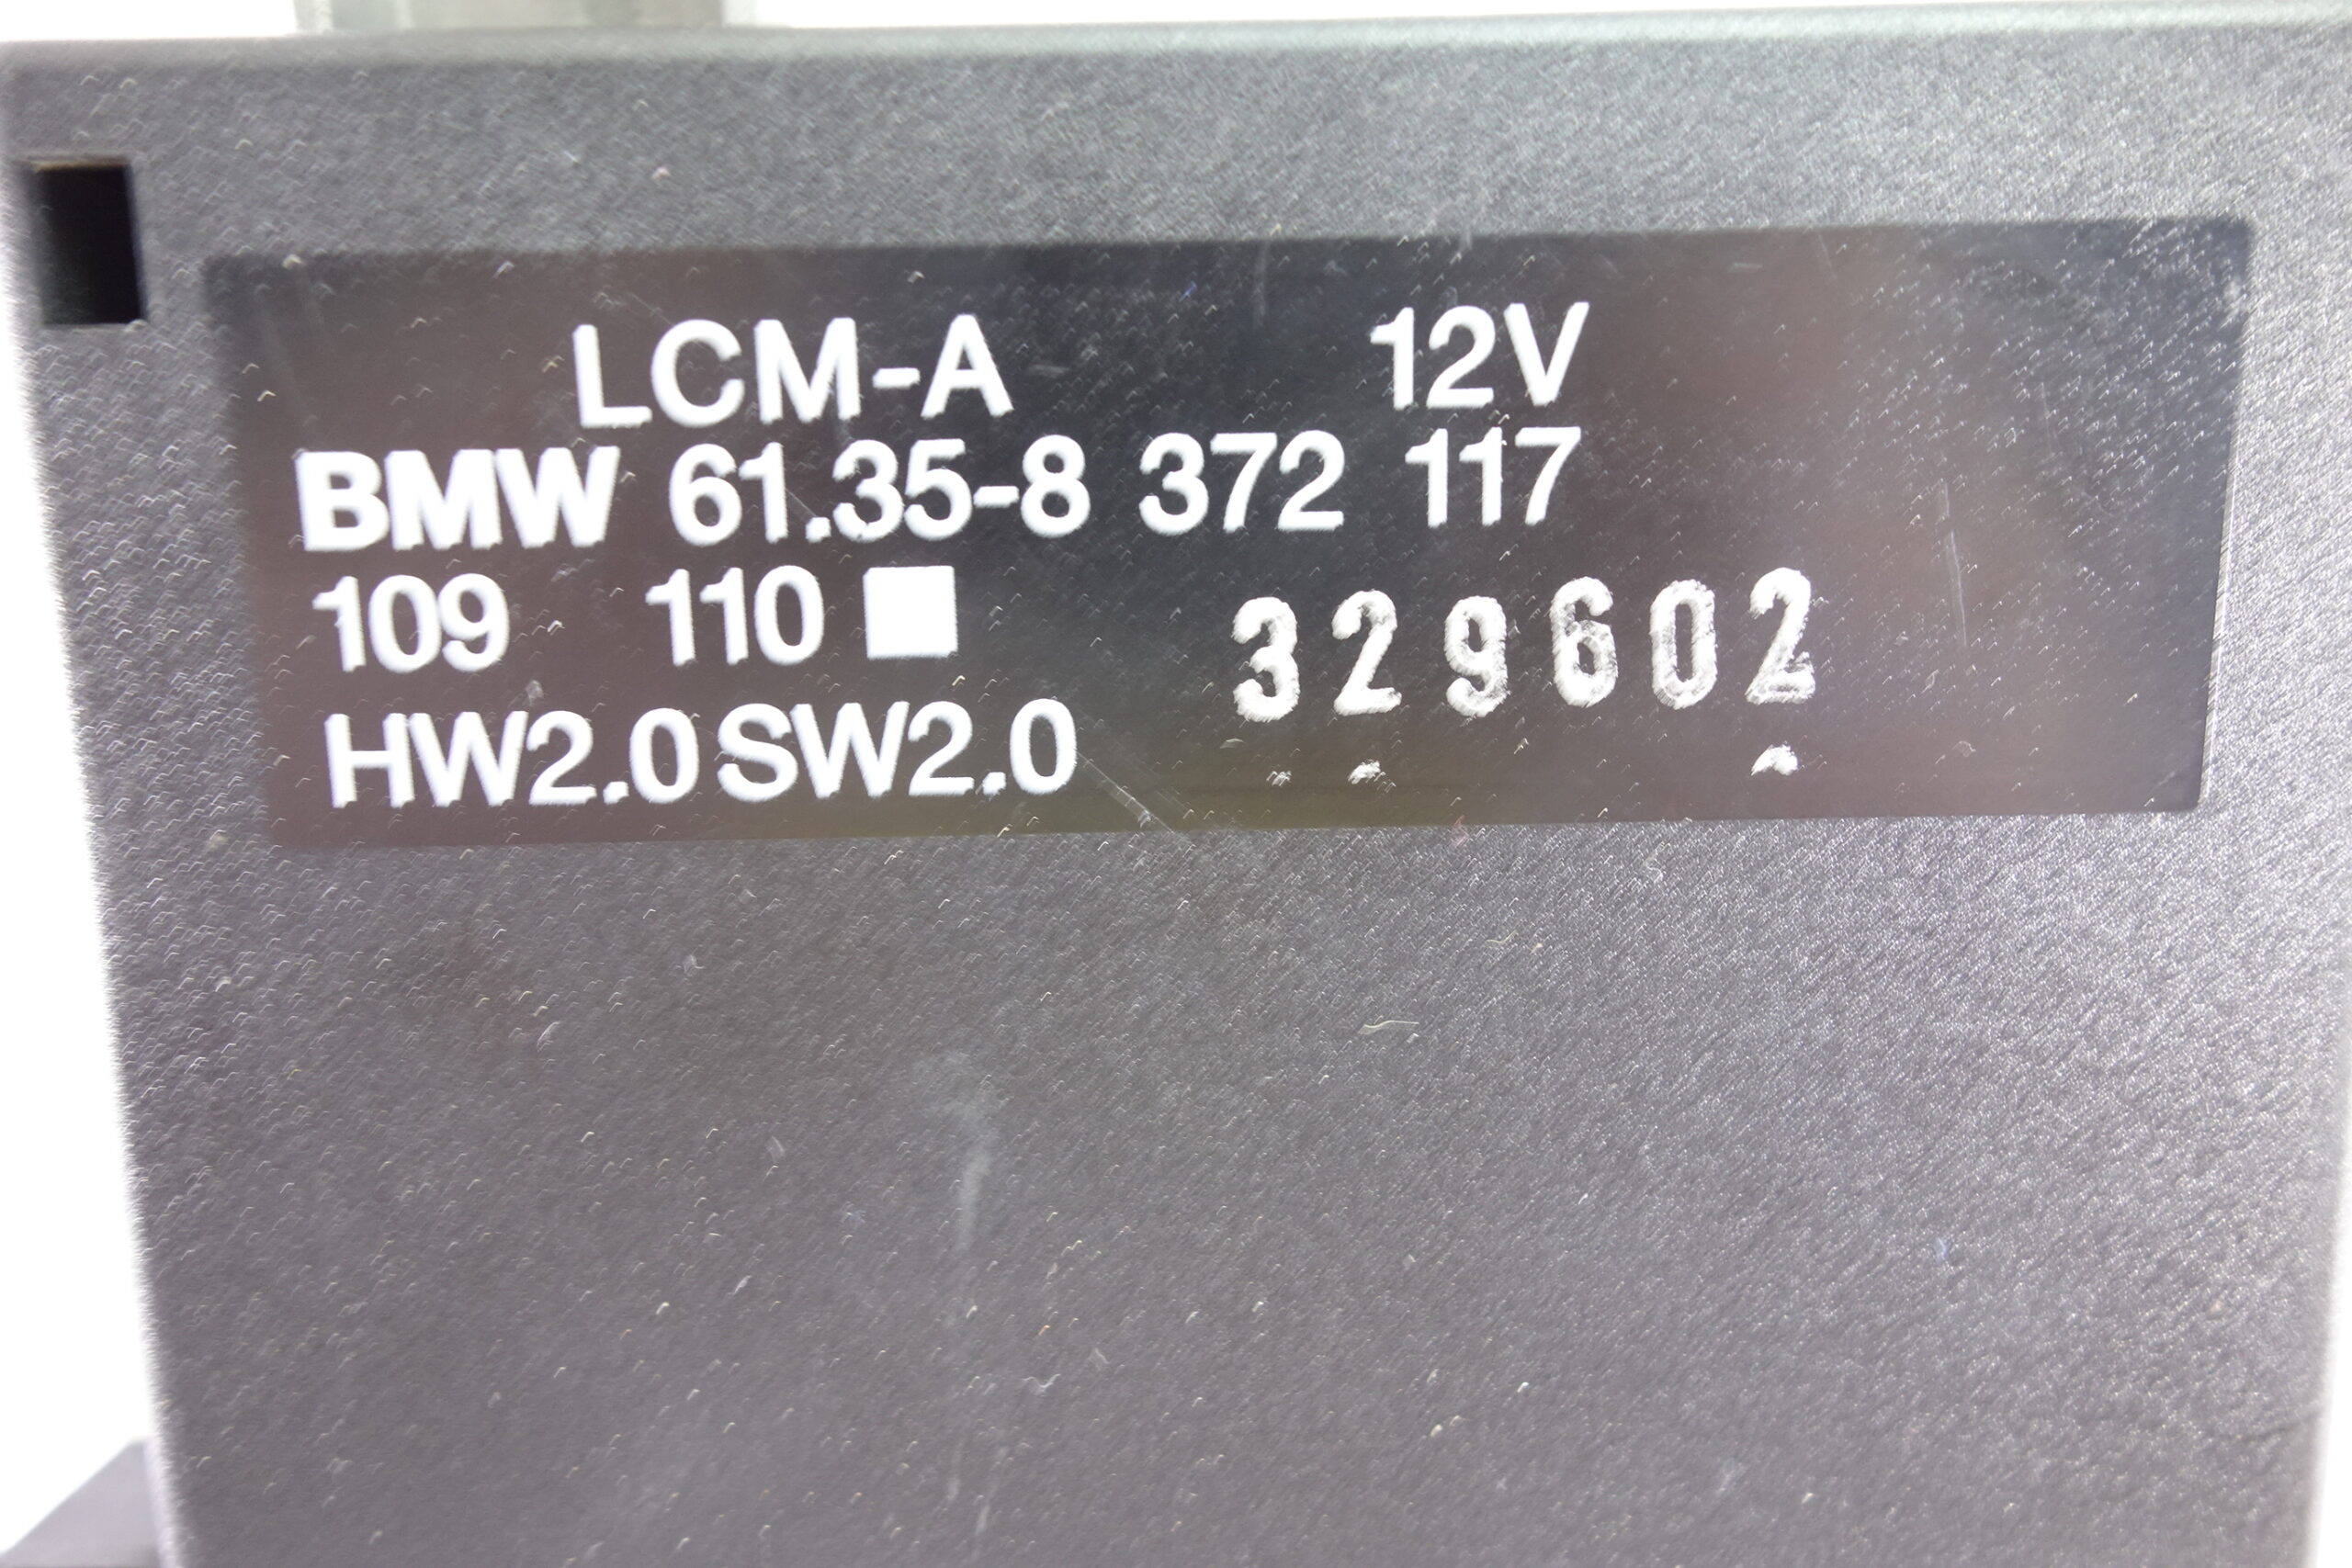 LCM-A 12V
BMW 61.35-8 372 117
109 110 329602
HW2.0 SW2.0